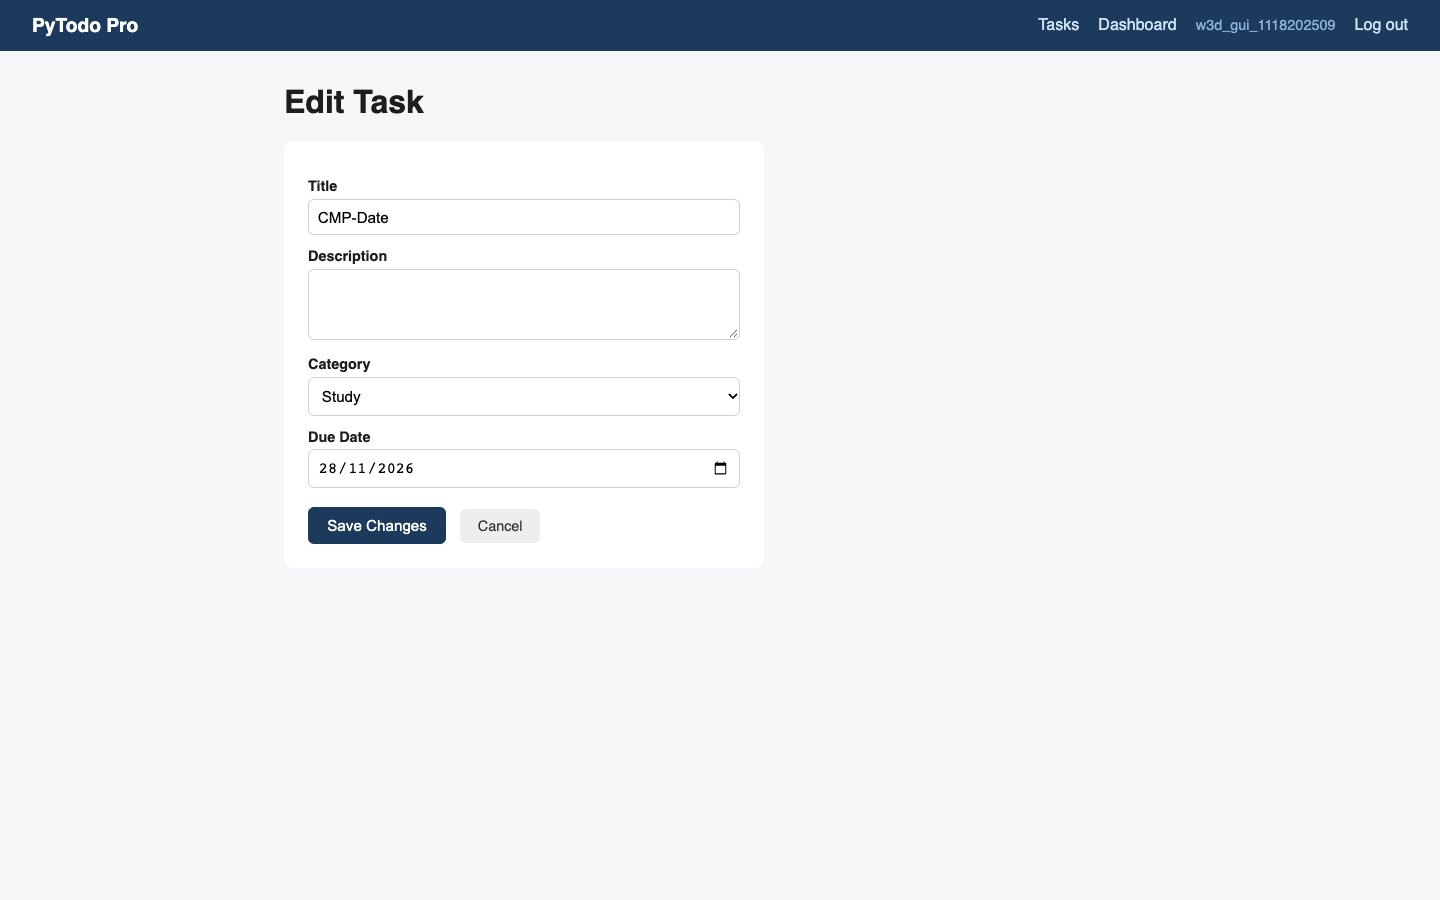 PyTodo Pro
Tasks Dashboard w3d_gui_1118202509 Log out
Edit Task
Title
CMP-Date
Description
Category
Study
Due Date
28/11/2026
Save Changes Cancel